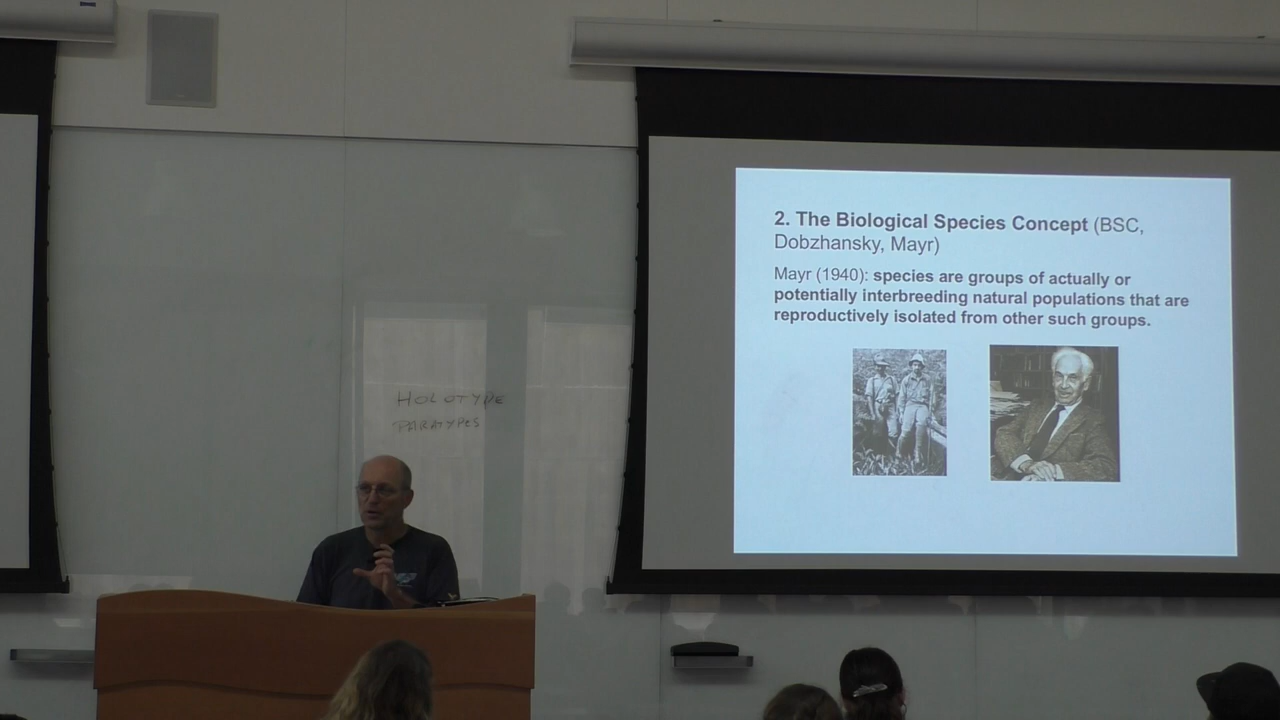 HOLOTYPE
PARATYPES
2. The Biological Species Concept (BSC,
Dobzhansky, Mayr)
Mayr (1940): species are groups of actually or
potentially interbreeding natural populations that are
reproductively isolated from other such groups.